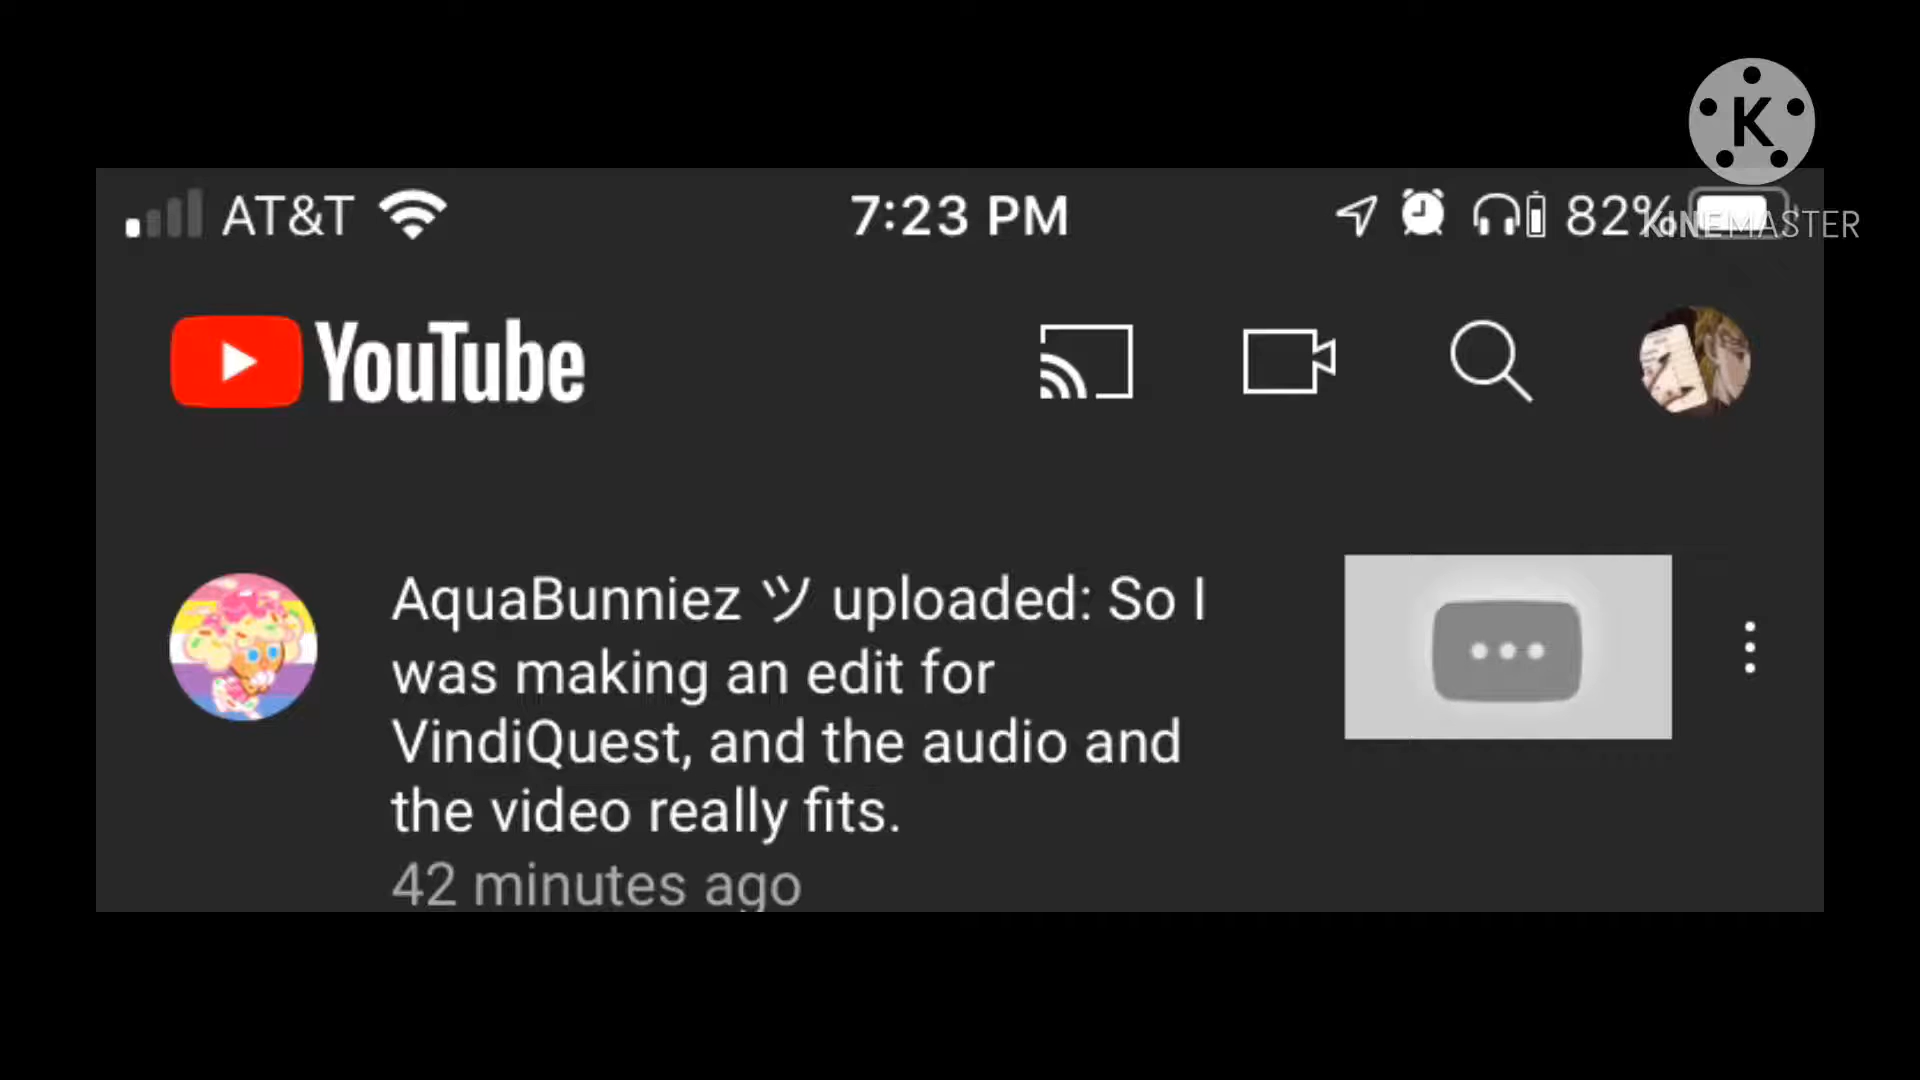 K
AT&T 7:23 PM 82%
KINEMASTER
YouTube
AquaBunniez ツ uploaded: So I
was making an edit for
VindiQuest, and the audio and
the video really fits.
42 minutes ago